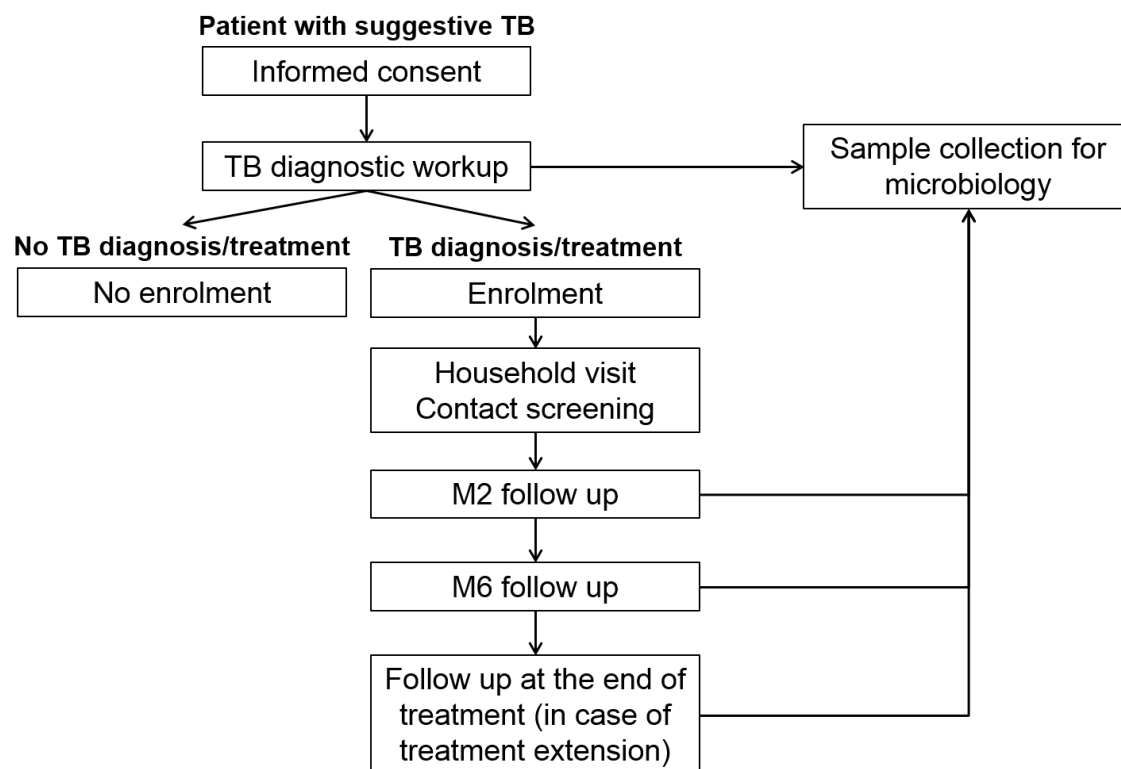 Patient with suggestive TB
Informed consent
TB diagnostic workup
Sample collection for
microbiology
No TB diagnosis/treatment
No enrolment
TB diagnosis/treatment
Enrolment
Household visit
Contact screening
M2 follow up
M6 follow up
Follow up at the end of
treatment (in case of
treatment extension)